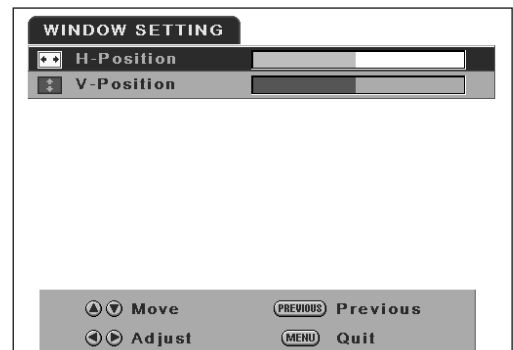 WINDOW SETTING
H-Position
V-Position
Move PREVIOUS Previous
Adjust MENU Quit